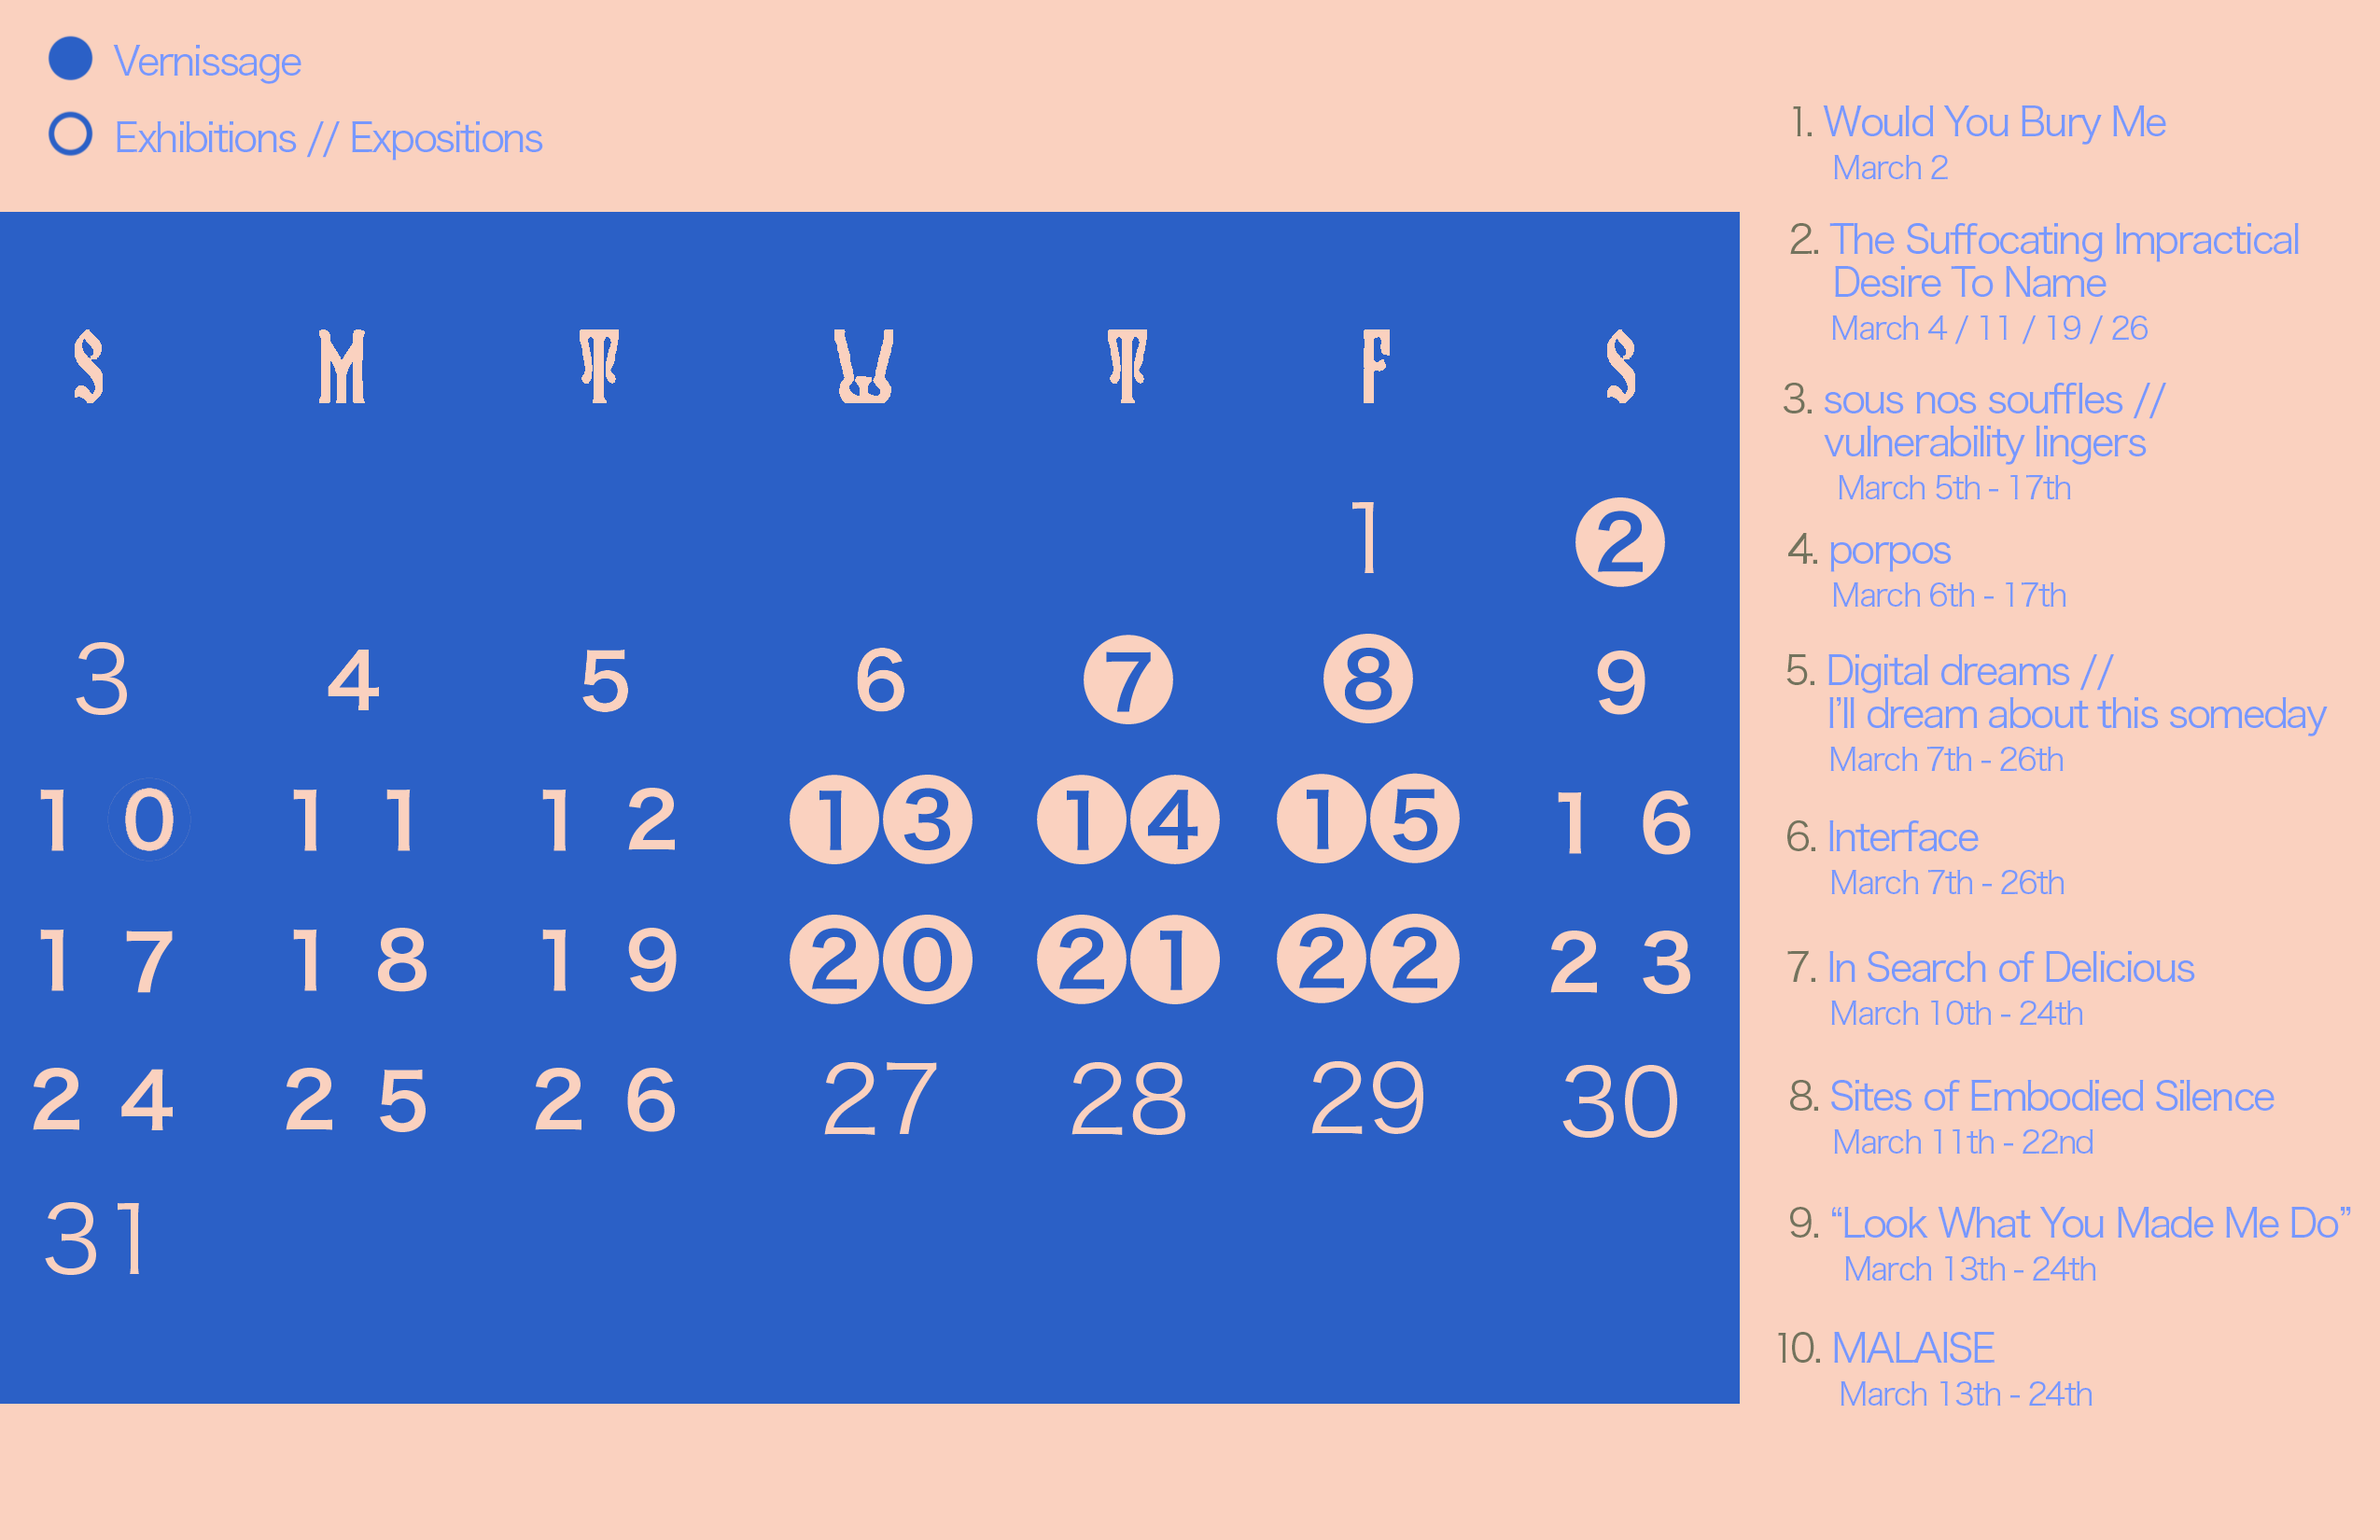 Vernissage
Exhibitions // Expositions
S M T W T F S
1 2
3 4 5 6 7 8 9
10 11 12 13 14 15 16
17 18 19 20 21 22 23
24 25 26 27 28 29 30
31
1. Would You Bury Me
March 2
2. The Suffocating Impractical
Desire To Name
March 4 / 11 / 19 / 26
3. sous nos souffles //
vulnerability lingers
March 5th - 17th
4. porpos
March 6th - 17th
5. Digital dreams //
I’ll dream about this someday
March 7th - 26th
6. Interface
March 7th - 26th
7. In Search of Delicious
March 10th - 24th
8. Sites of Embodied Silence
March 11th - 22nd
9. “Look What You Made Me Do”
March 13th - 24th
10. MALAISE
March 13th - 24th